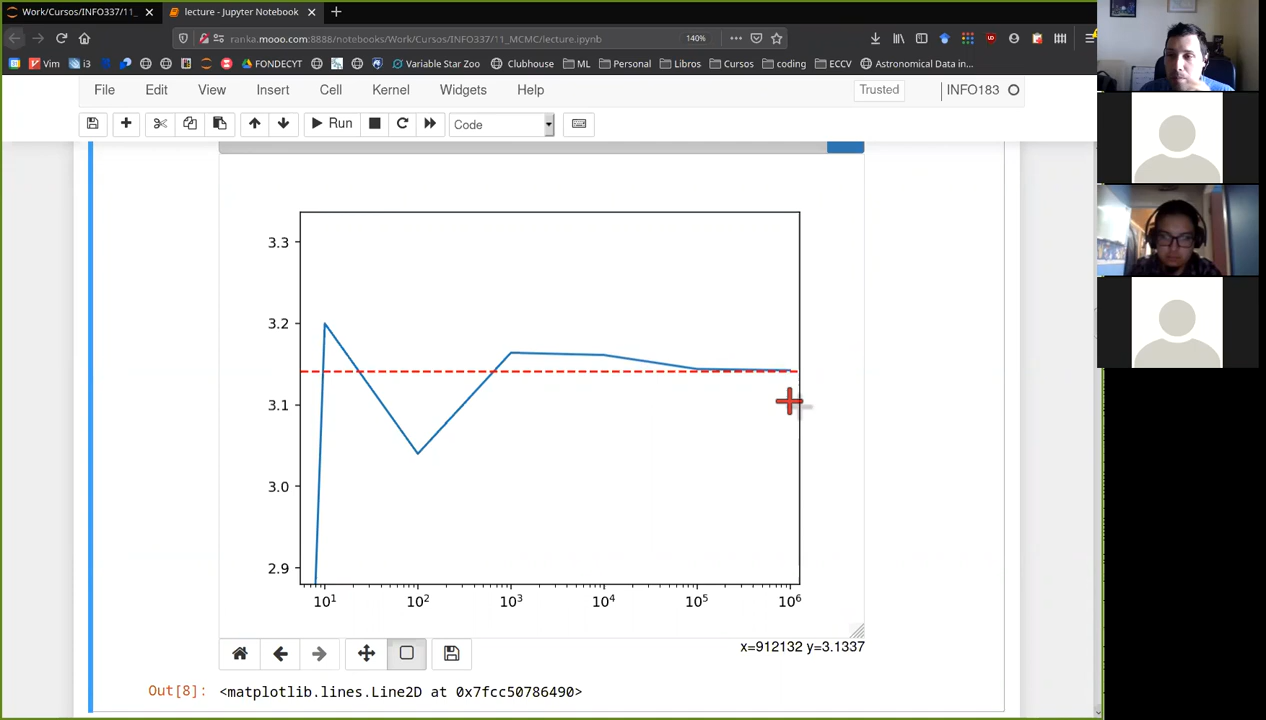 Work/Cursos/INFO337/11_
lecture - Jupyter Notebook
ranka.mooo.com:8888/notebooks/Work/Cursos/INFO337/11_MCMC/lecture.ipynb
140%
Vim
i3
FONDECYT
Variable Star Zoo
Clubhouse
ML
Personal
Libros
Cursos
coding
ECCV
Astronomical Data in...
File
Edit
View
Insert
Cell
Kernel
Widgets
Help
Trusted
INFO183
Run
Code
3.3
3.2
3.1
3.0
2.9
10¹
10²
10³
10⁴
10⁵
10⁶
x=912132 y=3.1337
Out[8]:
<matplotlib.lines.Line2D at 0x7fcc50786490>